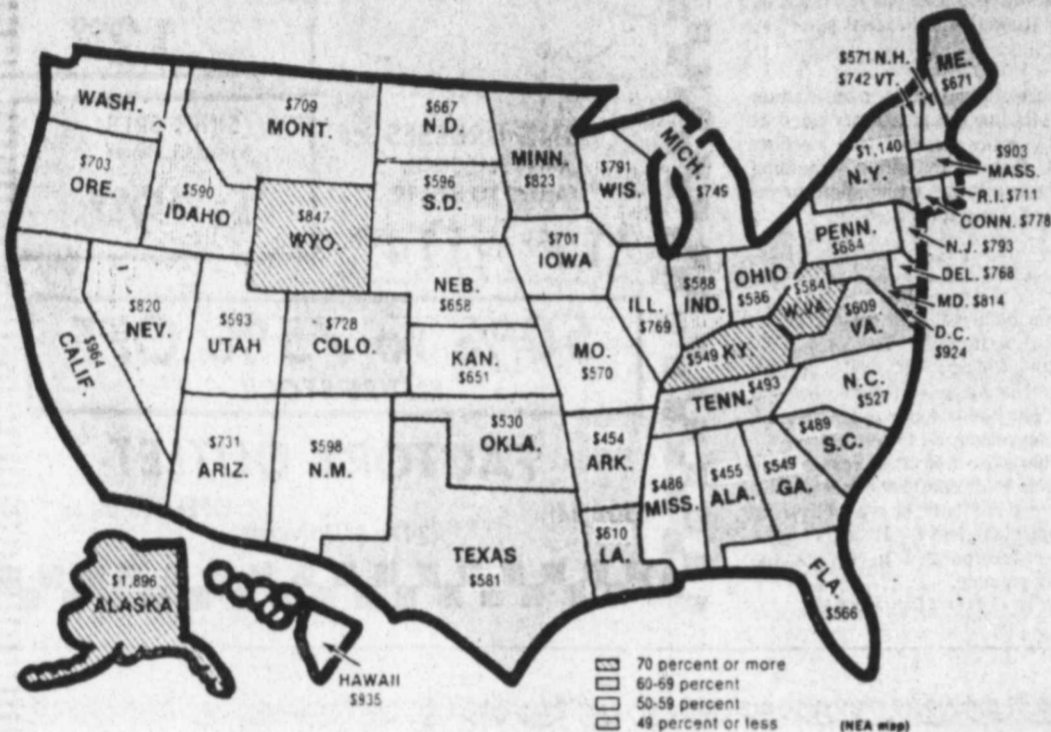 WASH.
$703
ORE.
$964
CALIF.
$820
NEV.
$590
IDAHO
$709
MONT.
$847
WYO.
$593
UTAH
$728
COLO.
$731
ARIZ.
$598
N.M.
$667
N.D.
$596
S.D.
NEB.
$658
KAN.
$651
$530
OKLA.
TEXAS
$581
MINN.
$823
$701
IOWA
MO.
$570
$454
ARK.
$610
LA.
$791
WIS.
ILL.
$769
MICH.
$749
$588
IND.
OHIO
$586
$549 KY.
$493
TENN.
$486
MISS.
$455
ALA.
$549
GA.
FLA.
$566
$489
S.C.
N.C.
$527
$609
VA.
$584
W.VA.
PENN.
$684
$1,140
N.Y.
$571 N.H.
$742 VT.
ME.
$671
$903
MASS.
R.I. $711
CONN. $778
N.J. $793
DEL. $768
MD. $814
D.C.
$924
$1,896
ALASKA
HAWAII
$935
70 percent or more
60-69 percent
50-59 percent
49 percent or less
(NEA map)